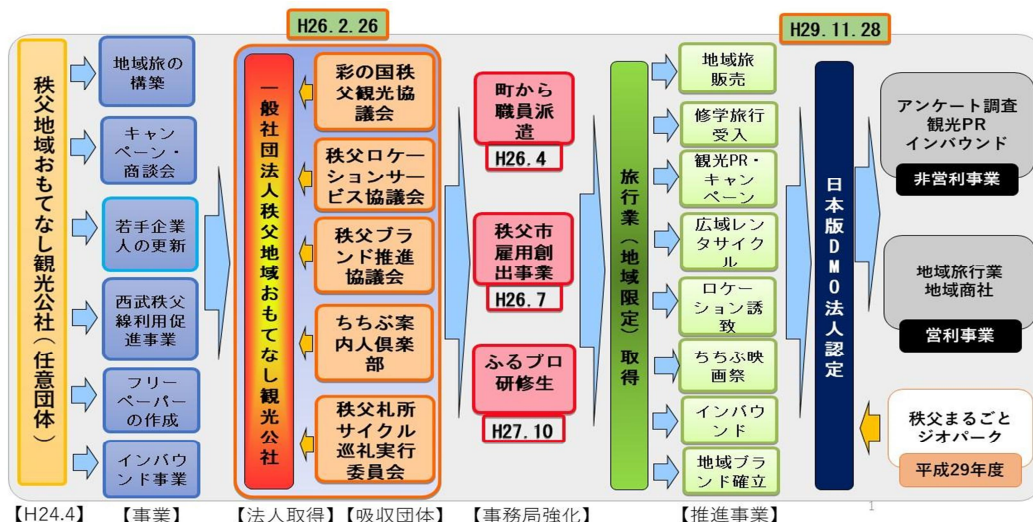 H26.2.26
H29.11.28
秩父地域おもてなし観光公社（任意団体）
地域旅の
構築
キャン
ペーン・
商談会
若手企業
人の更新
西武秩父
線利用促
進事業
フリー
ペーパー
の作成
インバウ
ンド事業
一般社団法人秩父地域おもてなし観光公社
彩の国秩
父観光協
議会
秩父ロケー
ションサー
ビス協議会
秩父ブラ
ンド推進
協議会
ちちぶ案
内人倶楽
部
秩父札所
サイクル
巡礼実行
委員会
町から
職員派
遣
H26.4
秩父市
雇用創
出事業
H26.7
ふるプロ
研修生
H27.10
旅行業（地域限定）取得
地域旅
販売
修学旅行
受入
観光PR・
キャン
ペーン
広域レン
タサイク
ル
ロケー
ション誘
致
ちちぶ映
画祭
インバウ
ンド
地域ブラ
ンド確立
日本版DMO法人認定
アンケート調査
観光PR
インバウンド
非営利事業
地域旅行業
地域商社
営利事業
秩父まるごと
ジオパーク
平成29年度
【H24.4】
【事業】
【法人取得】
【吸収団体】
【事務局強化】
【推進事業】
1